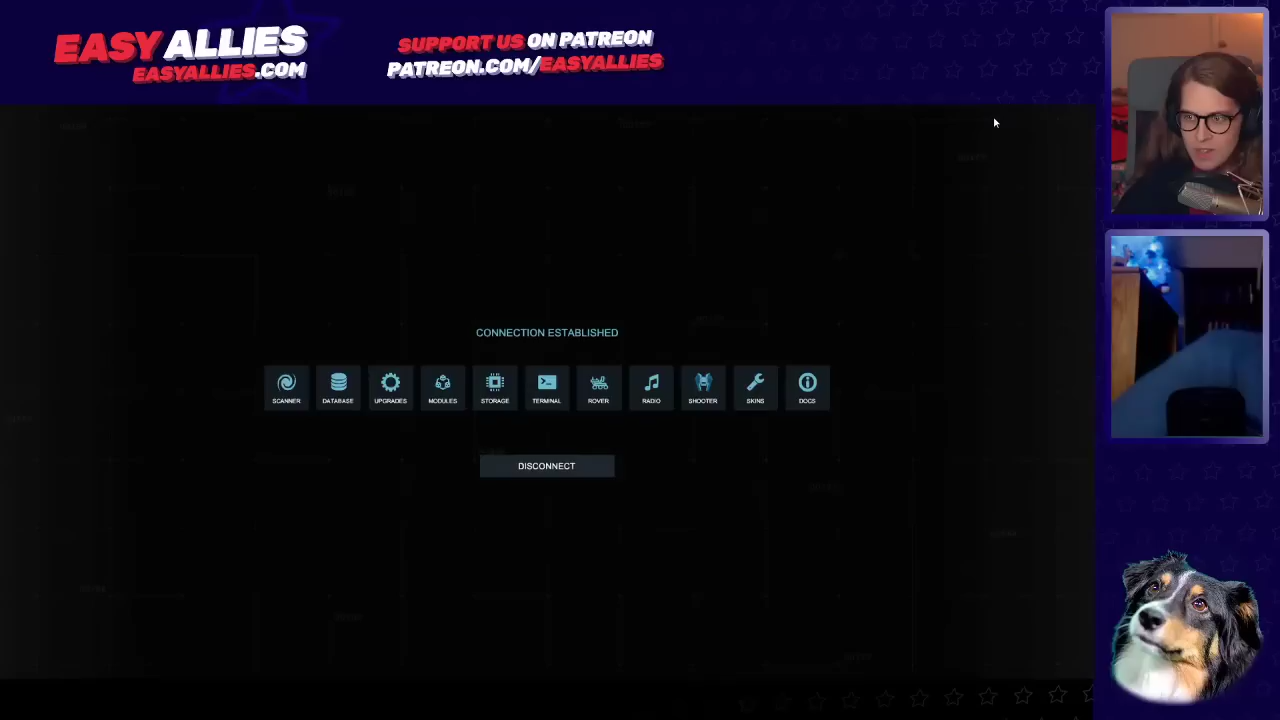 EASY ALLIES
EASYALLIES.COM
SUPPORT US ON PATREON
PATREON.COM/EASYALLIES
CONNECTION ESTABLISHED
SCANNER DATABASE UPGRADES MODULES STORAGE TERMINAL ROVER RADIO SHOOTER SKINS DOCS
DISCONNECT